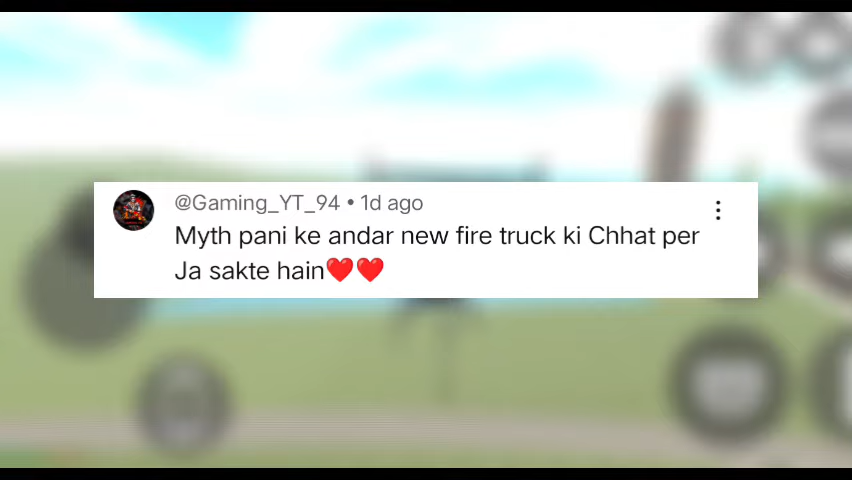 @Gaming_YT_94 • 1d ago
Myth pani ke andar new fire truck ki Chhat per
Ja sakte hain❤️❤️